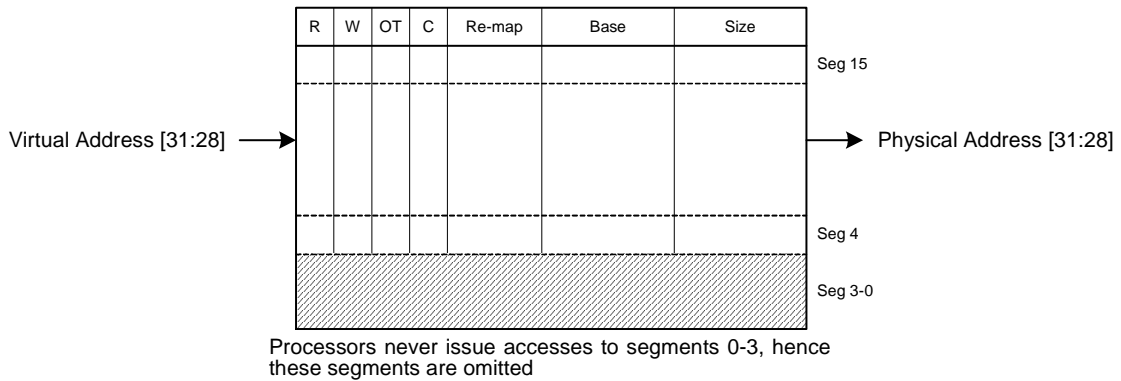 R W OT C Re-map Base Size
Seg 15
Virtual Address [31:28]
Physical Address [31:28]
Seg 4
Seg 3-0
Processors never issue accesses to segments 0-3, hence
these segments are omitted